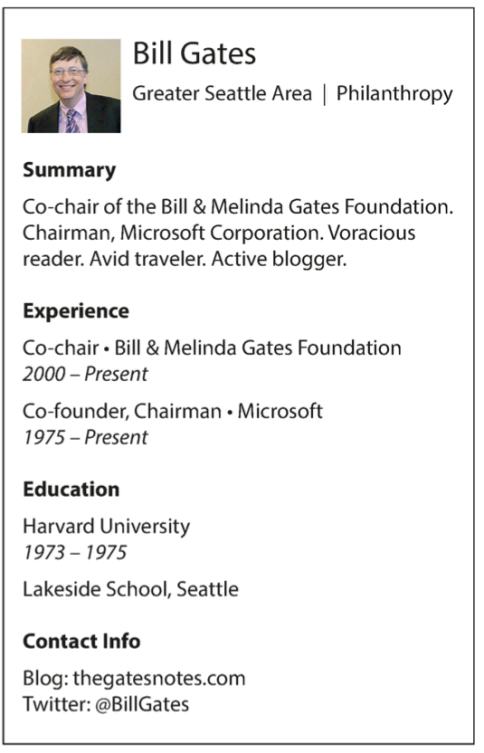 Bill Gates
Greater Seattle Area | Philanthropy
Summary
Co-chair of the Bill & Melinda Gates Foundation.
Chairman, Microsoft Corporation. Voracious
reader. Avid traveler. Active blogger.
Experience
Co-chair • Bill & Melinda Gates Foundation
2000 – Present
Co-founder, Chairman • Microsoft
1975 – Present
Education
Harvard University
1973 – 1975
Lakeside School, Seattle
Contact Info
Blog: thegatesnotes.com
Twitter: @BillGates